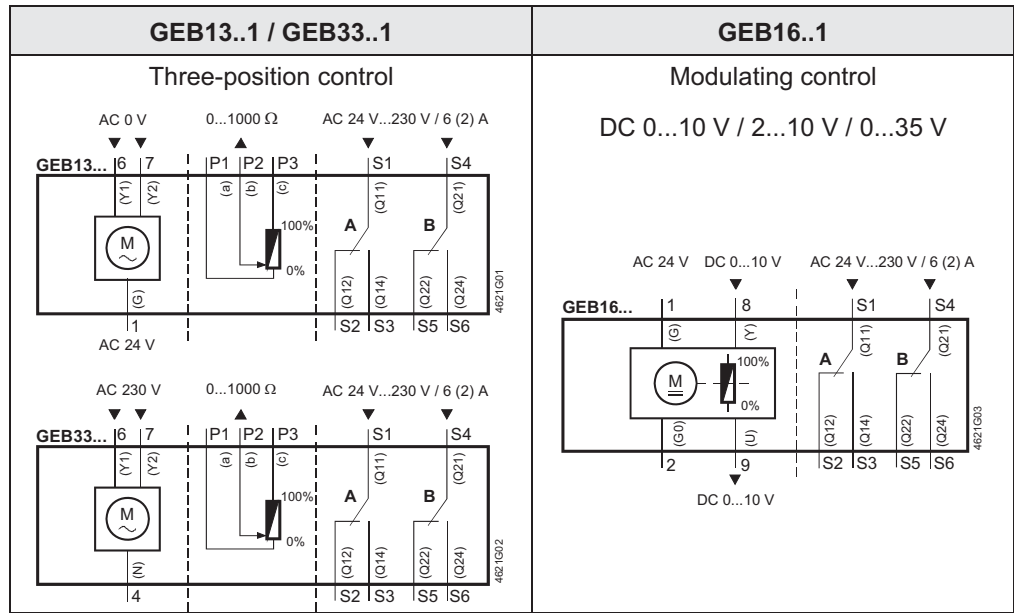 GEB13..1 / GEB33..1
Three-position control
AC 0 V 0...1000 Ω AC 24 V...230 V / 6 (2) A
GEB13... 6 7 P1 P2 P3 S1 S4
(Y1) (Y2) (a) (b) (c) (Q11) (Q21)
M A B
100%
0%
(G) (Q12) (Q14) (Q22) (Q24)
1 S2 S3 S5 S6
AC 24 V
4621G01
AC 230 V 0...1000 Ω AC 24 V...230 V / 6 (2) A
GEB33... 6 7 P1 P2 P3 S1 S4
(Y1) (Y2) (a) (b) (c) (Q11) (Q21)
M A B
100%
0%
(N) (Q12) (Q14) (Q22) (Q24)
4 S2 S3 S5 S6
4621G02
GEB16..1
Modulating control
DC 0...10 V / 2...10 V / 0...35 V
AC 24 V DC 0...10 V AC 24 V...230 V / 6 (2) A
GEB16... 1 8 S1 S4
(G) (Y) (Q11) (Q21)
M A B
100%
0%
(G0) (U) (Q12) (Q14) (Q22) (Q24)
2 9 S2 S3 S5 S6
DC 0...10 V
4621G03